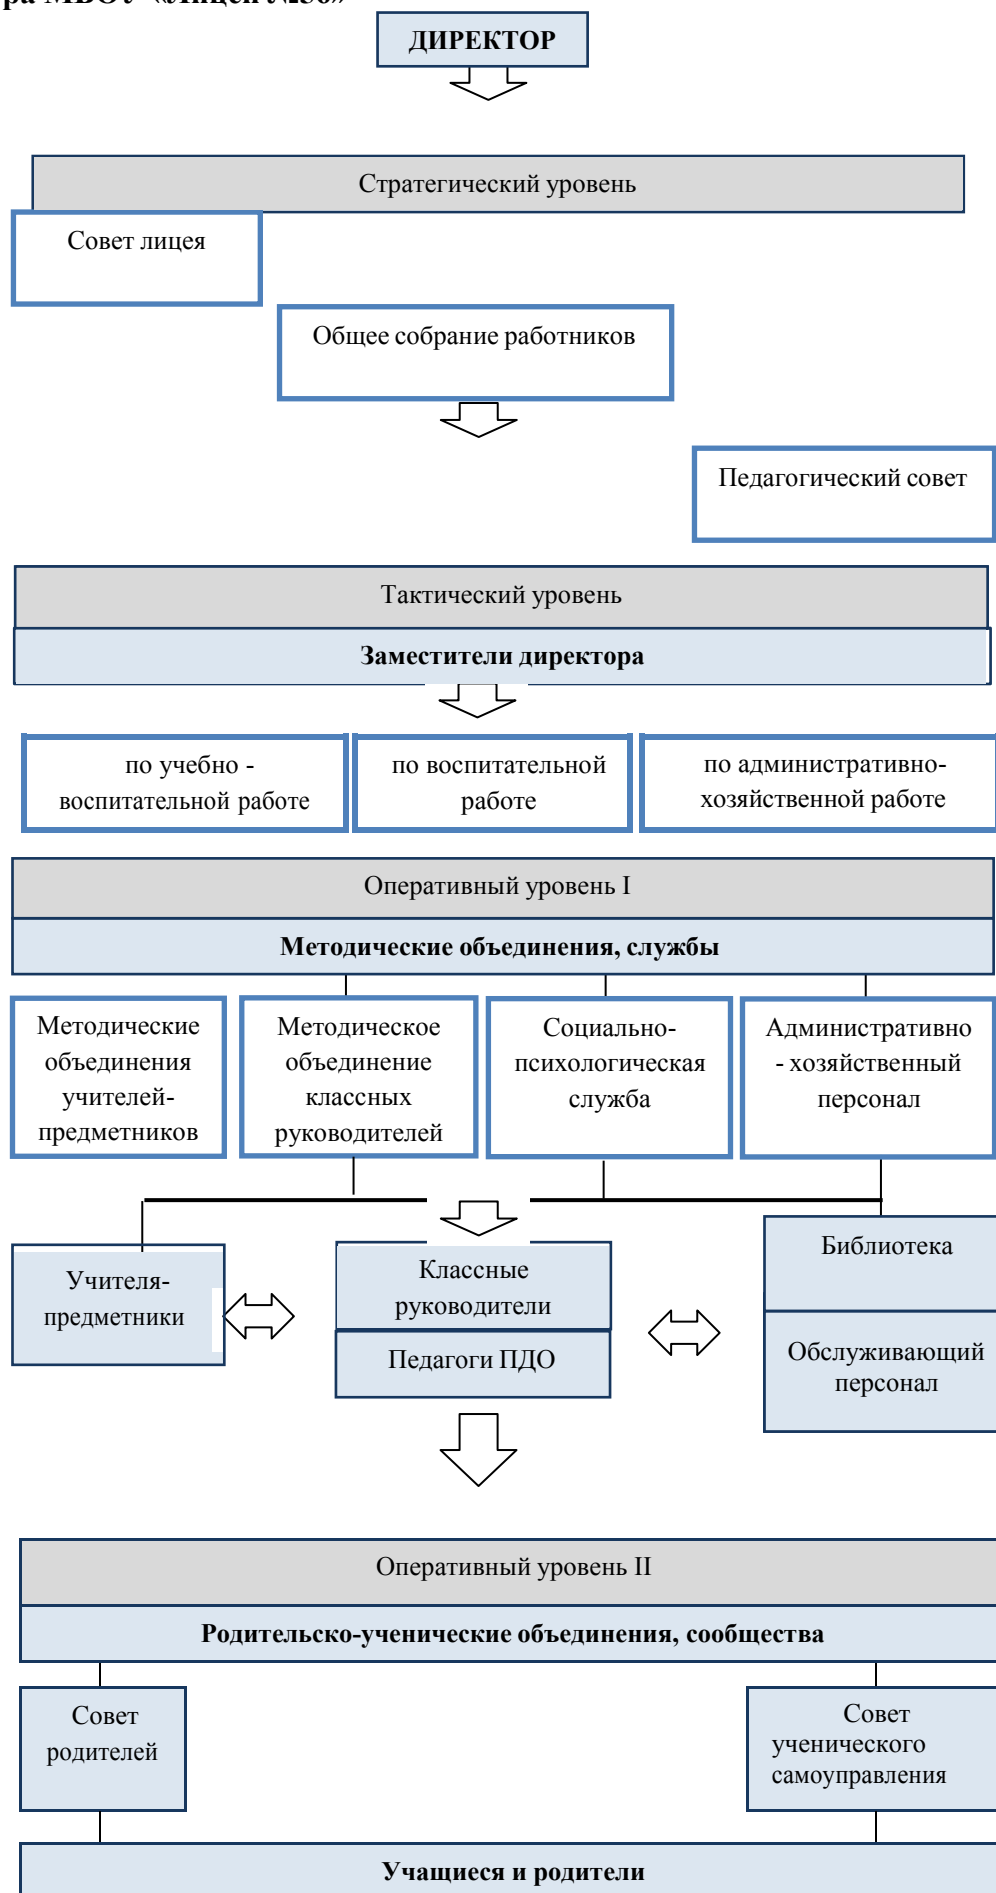 ДИРЕКТОР
Стратегический уровень
Совет лицея
Общее собрание работников
Педагогический совет
Тактический уровень
Заместители директора
по учебно -
воспитательной работе
по воспитательной
работе
по административно-
хозяйственной работе
Оперативный уровень I
Методические объединения, службы
Методические
объединения
учителей-
предметников
Методическое
объединение
классных
руководителей
Социально-
психологическая
служба
Административно
- хозяйственный
персонал
Учителя-
предметники
Классные
руководители
Педагоги ПДО
Библиотека
Обслуживающий
персонал
Оперативный уровень II
Родительско-ученические объединения, сообщества
Совет
родителей
Совет
ученического
самоуправления
Учащиеся и родители